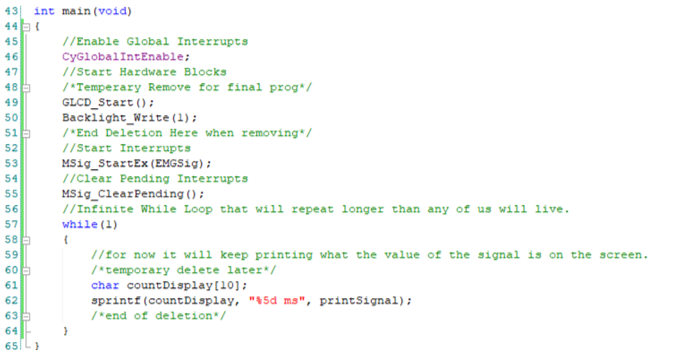 43 int main(void)
44 {
45 //Enable Global Interrupts
46 CyGlobalIntEnable;
47 //Start Hardware Blocks
48 /*Temperary Remove for final prog*/
49 GLCD_Start();
50 Backlight_Write(1);
51 /*End Deletion Here when removing*/
52 //Start Interrupts
53 MSig_StartEx(EMGSig);
54 //Clear Pending Interrupts
55 MSig_ClearPending();
56 //Infinite While Loop that will repeat longer than any of us will live.
57 while(1)
58 {
59 //for now it will keep printing what the value of the signal is on the screen.
60 /*temporary delete later*/
61 char countDisplay[10];
62 sprintf(countDisplay, "%5d ms", printSignal);
63 /*end of deletion*/
64 }
65 }